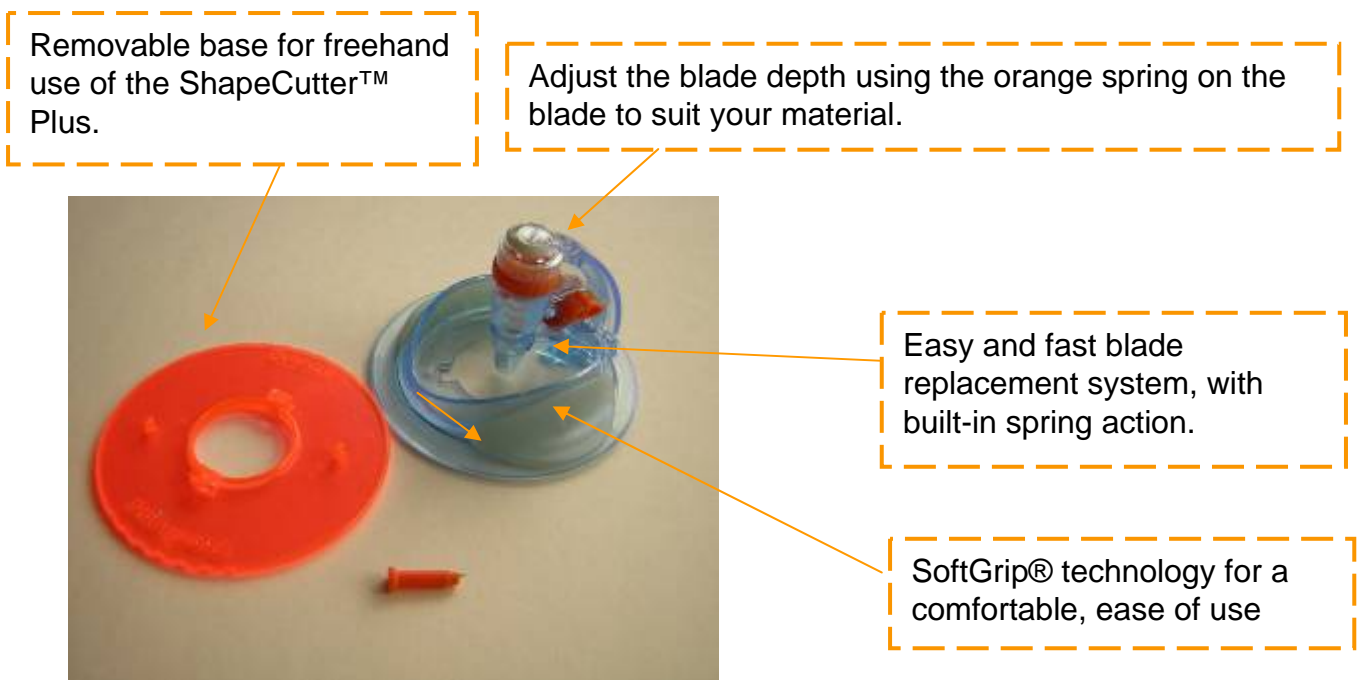 Removable base for freehand
use of the ShapeCutter™
Plus.
Adjust the blade depth using the orange spring on the
blade to suit your material.
Easy and fast blade
replacement system, with
built-in spring action.
SoftGrip® technology for a
comfortable, ease of use